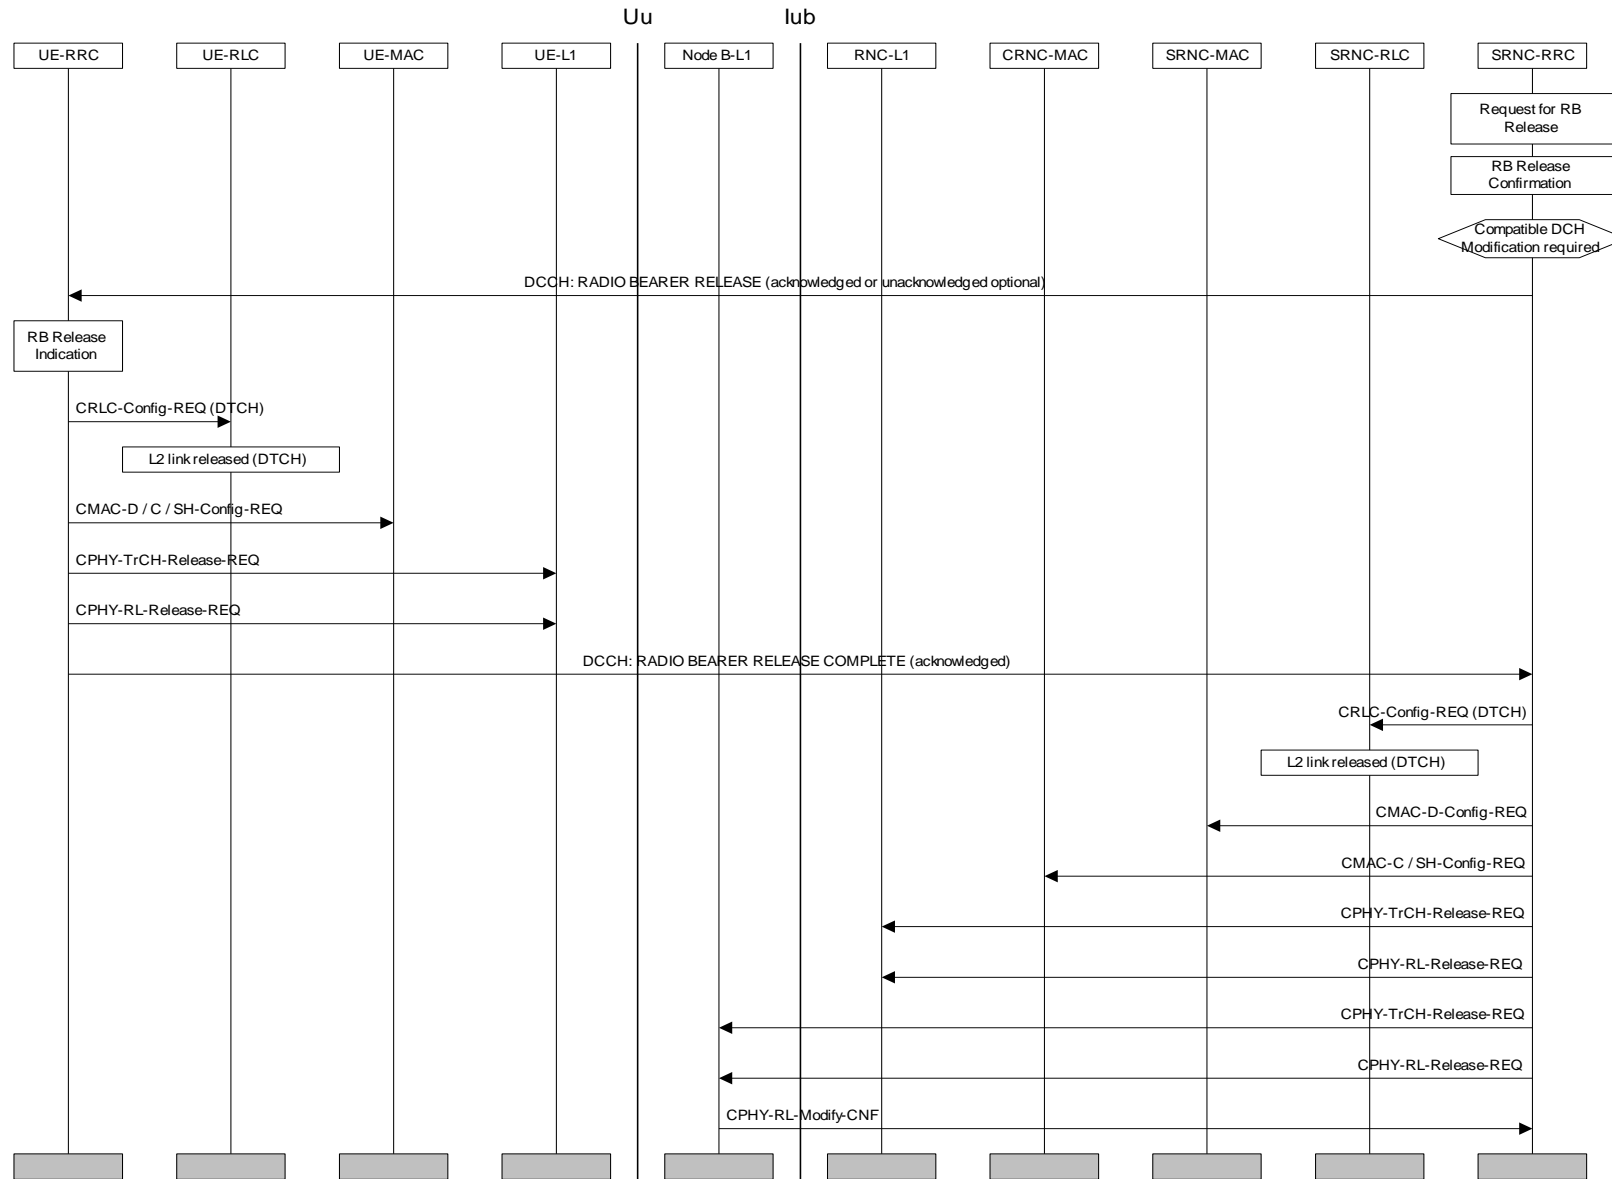 Uu
Iub
UE-RRC
UE-RLC
UE-MAC
UE-L1
Node B-L1
RNC-L1
CRNC-MAC
SRNC-MAC
SRNC-RLC
SRNC-RRC
Request for RB
Release
RB Release
Confirmation
Compatible DCH
Modification required
DCCH: RADIO BEARER RELEASE (acknowledged or unacknowledged optional)
RB Release
Indication
CRLC-Config-REQ (DTCH)
L2 link released (DTCH)
CMAC-D / C / SH-Config-REQ
CPHY-TrCH-Release-REQ
CPHY-RL-Release-REQ
DCCH: RADIO BEARER RELEASE COMPLETE (acknowledged)
CRLC-Config-REQ (DTCH)
L2 link released (DTCH)
CMAC-D-Config-REQ
CMAC-C / SH-Config-REQ
CPHY-TrCH-Release-REQ
CPHY-RL-Release-REQ
CPHY-TrCH-Release-REQ
CPHY-RL-Release-REQ
CPHY-RL-Modify-CNF